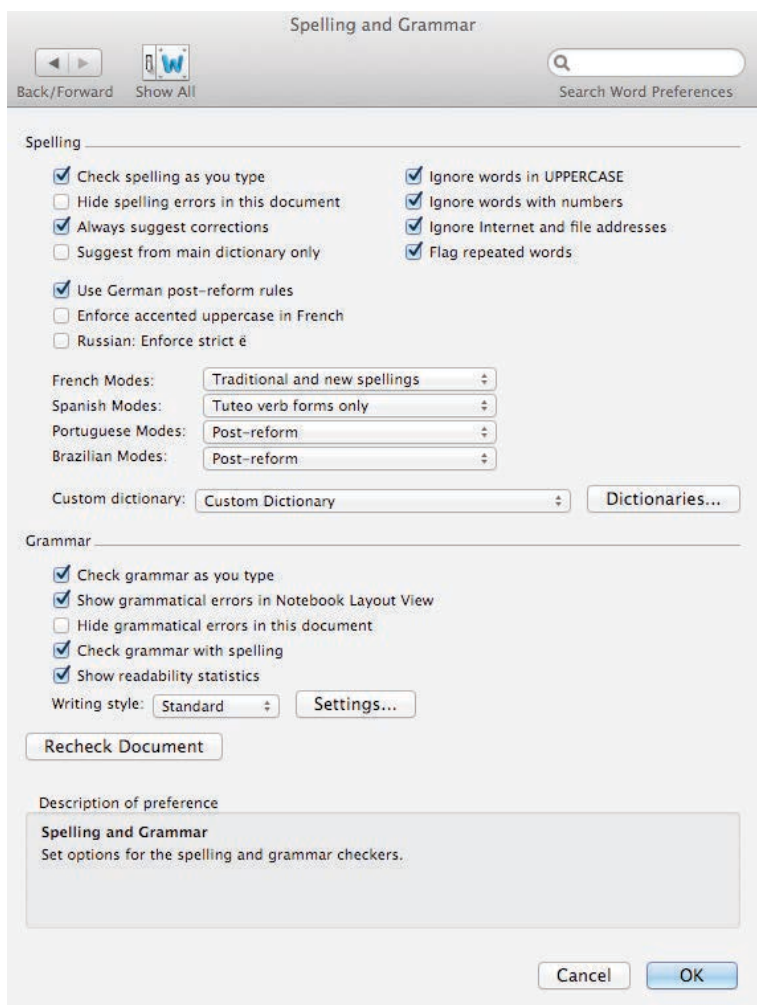 Spelling and Grammar
Back/Forward Show All Search Word Preferences
Spelling
Check spelling as you type
Hide spelling errors in this document
Always suggest corrections
Suggest from main dictionary only
Ignore words in UPPERCASE
Ignore words with numbers
Ignore Internet and file addresses
Flag repeated words
Use German post-reform rules
Enforce accented uppercase in French
Russian: Enforce strict ë
French Modes: Traditional and new spellings
Spanish Modes: Tuteo verb forms only
Portuguese Modes: Post-reform
Brazilian Modes: Post-reform
Custom dictionary: Custom Dictionary Dictionaries...
Grammar
Check grammar as you type
Show grammatical errors in Notebook Layout View
Hide grammatical errors in this document
Check grammar with spelling
Show readability statistics
Writing style: Standard Settings...
Recheck Document
Description of preference
Spelling and Grammar
Set options for the spelling and grammar checkers.
Cancel OK